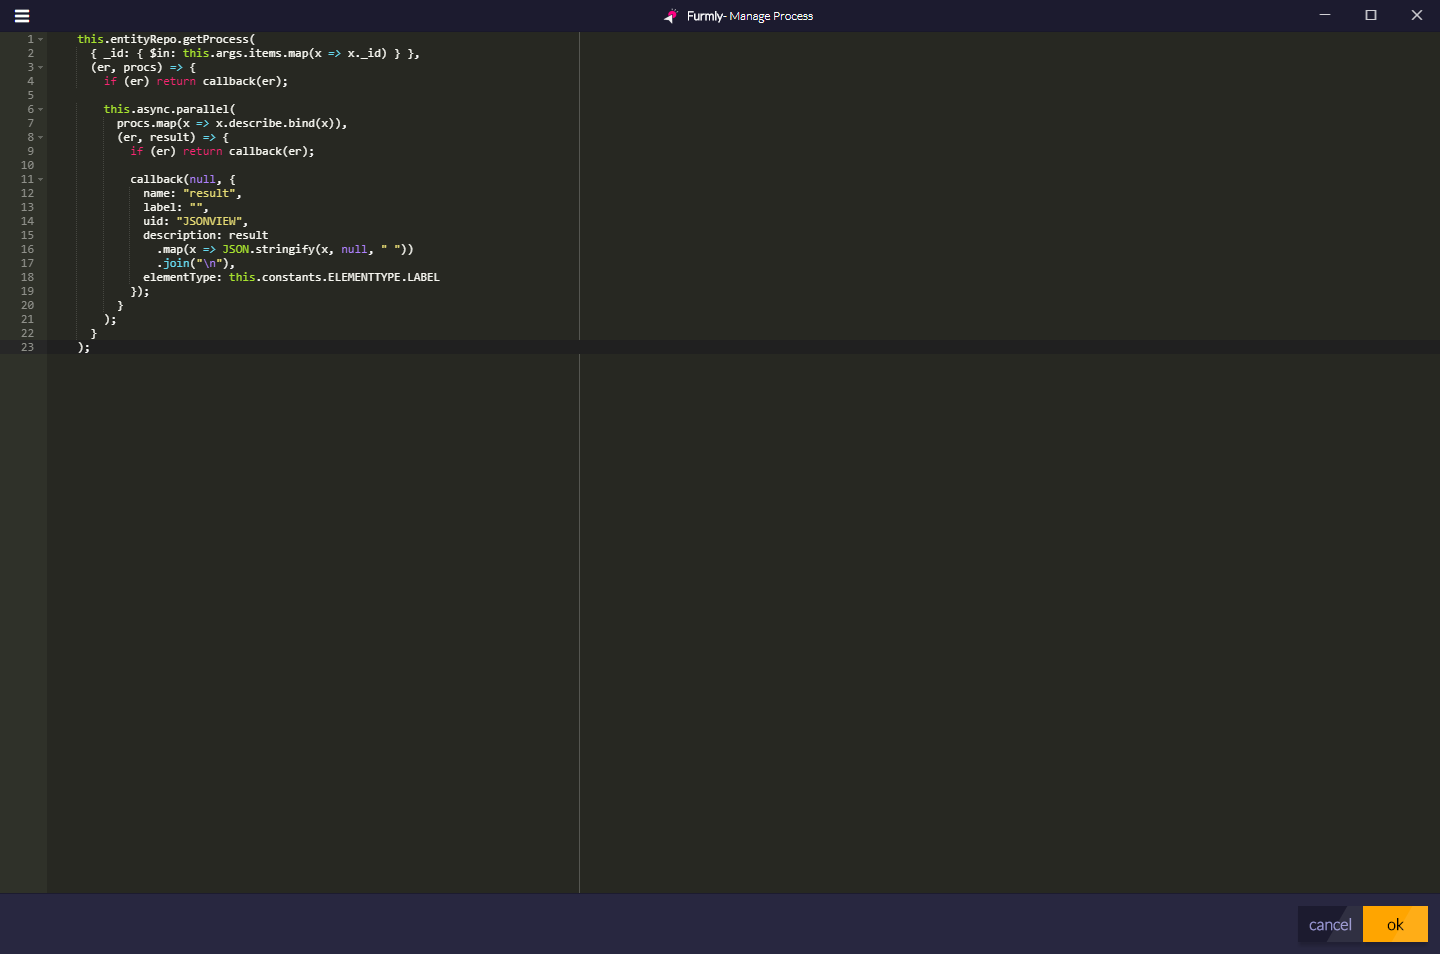 Furmly- Manage Process
1 this.entityRepo.getProcess(
2 { _id: { $in: this.args.items.map(x => x._id) } },
3 (er, procs) => {
4 if (er) return callback(er);
5
6 this.async.parallel(
7 procs.map(x => x.describe.bind(x)),
8 (er, result) => {
9 if (er) return callback(er);
10
11 callback(null, {
12 name: "result",
13 label: "",
14 uid: "JSONVIEW",
15 description: result
16 .map(x => JSON.stringify(x, null, " "))
17 .join("\n"),
18 elementType: this.constants.ELEMENTTYPE.LABEL
19 });
20 }
21 );
22 }
23 );
cancel ok